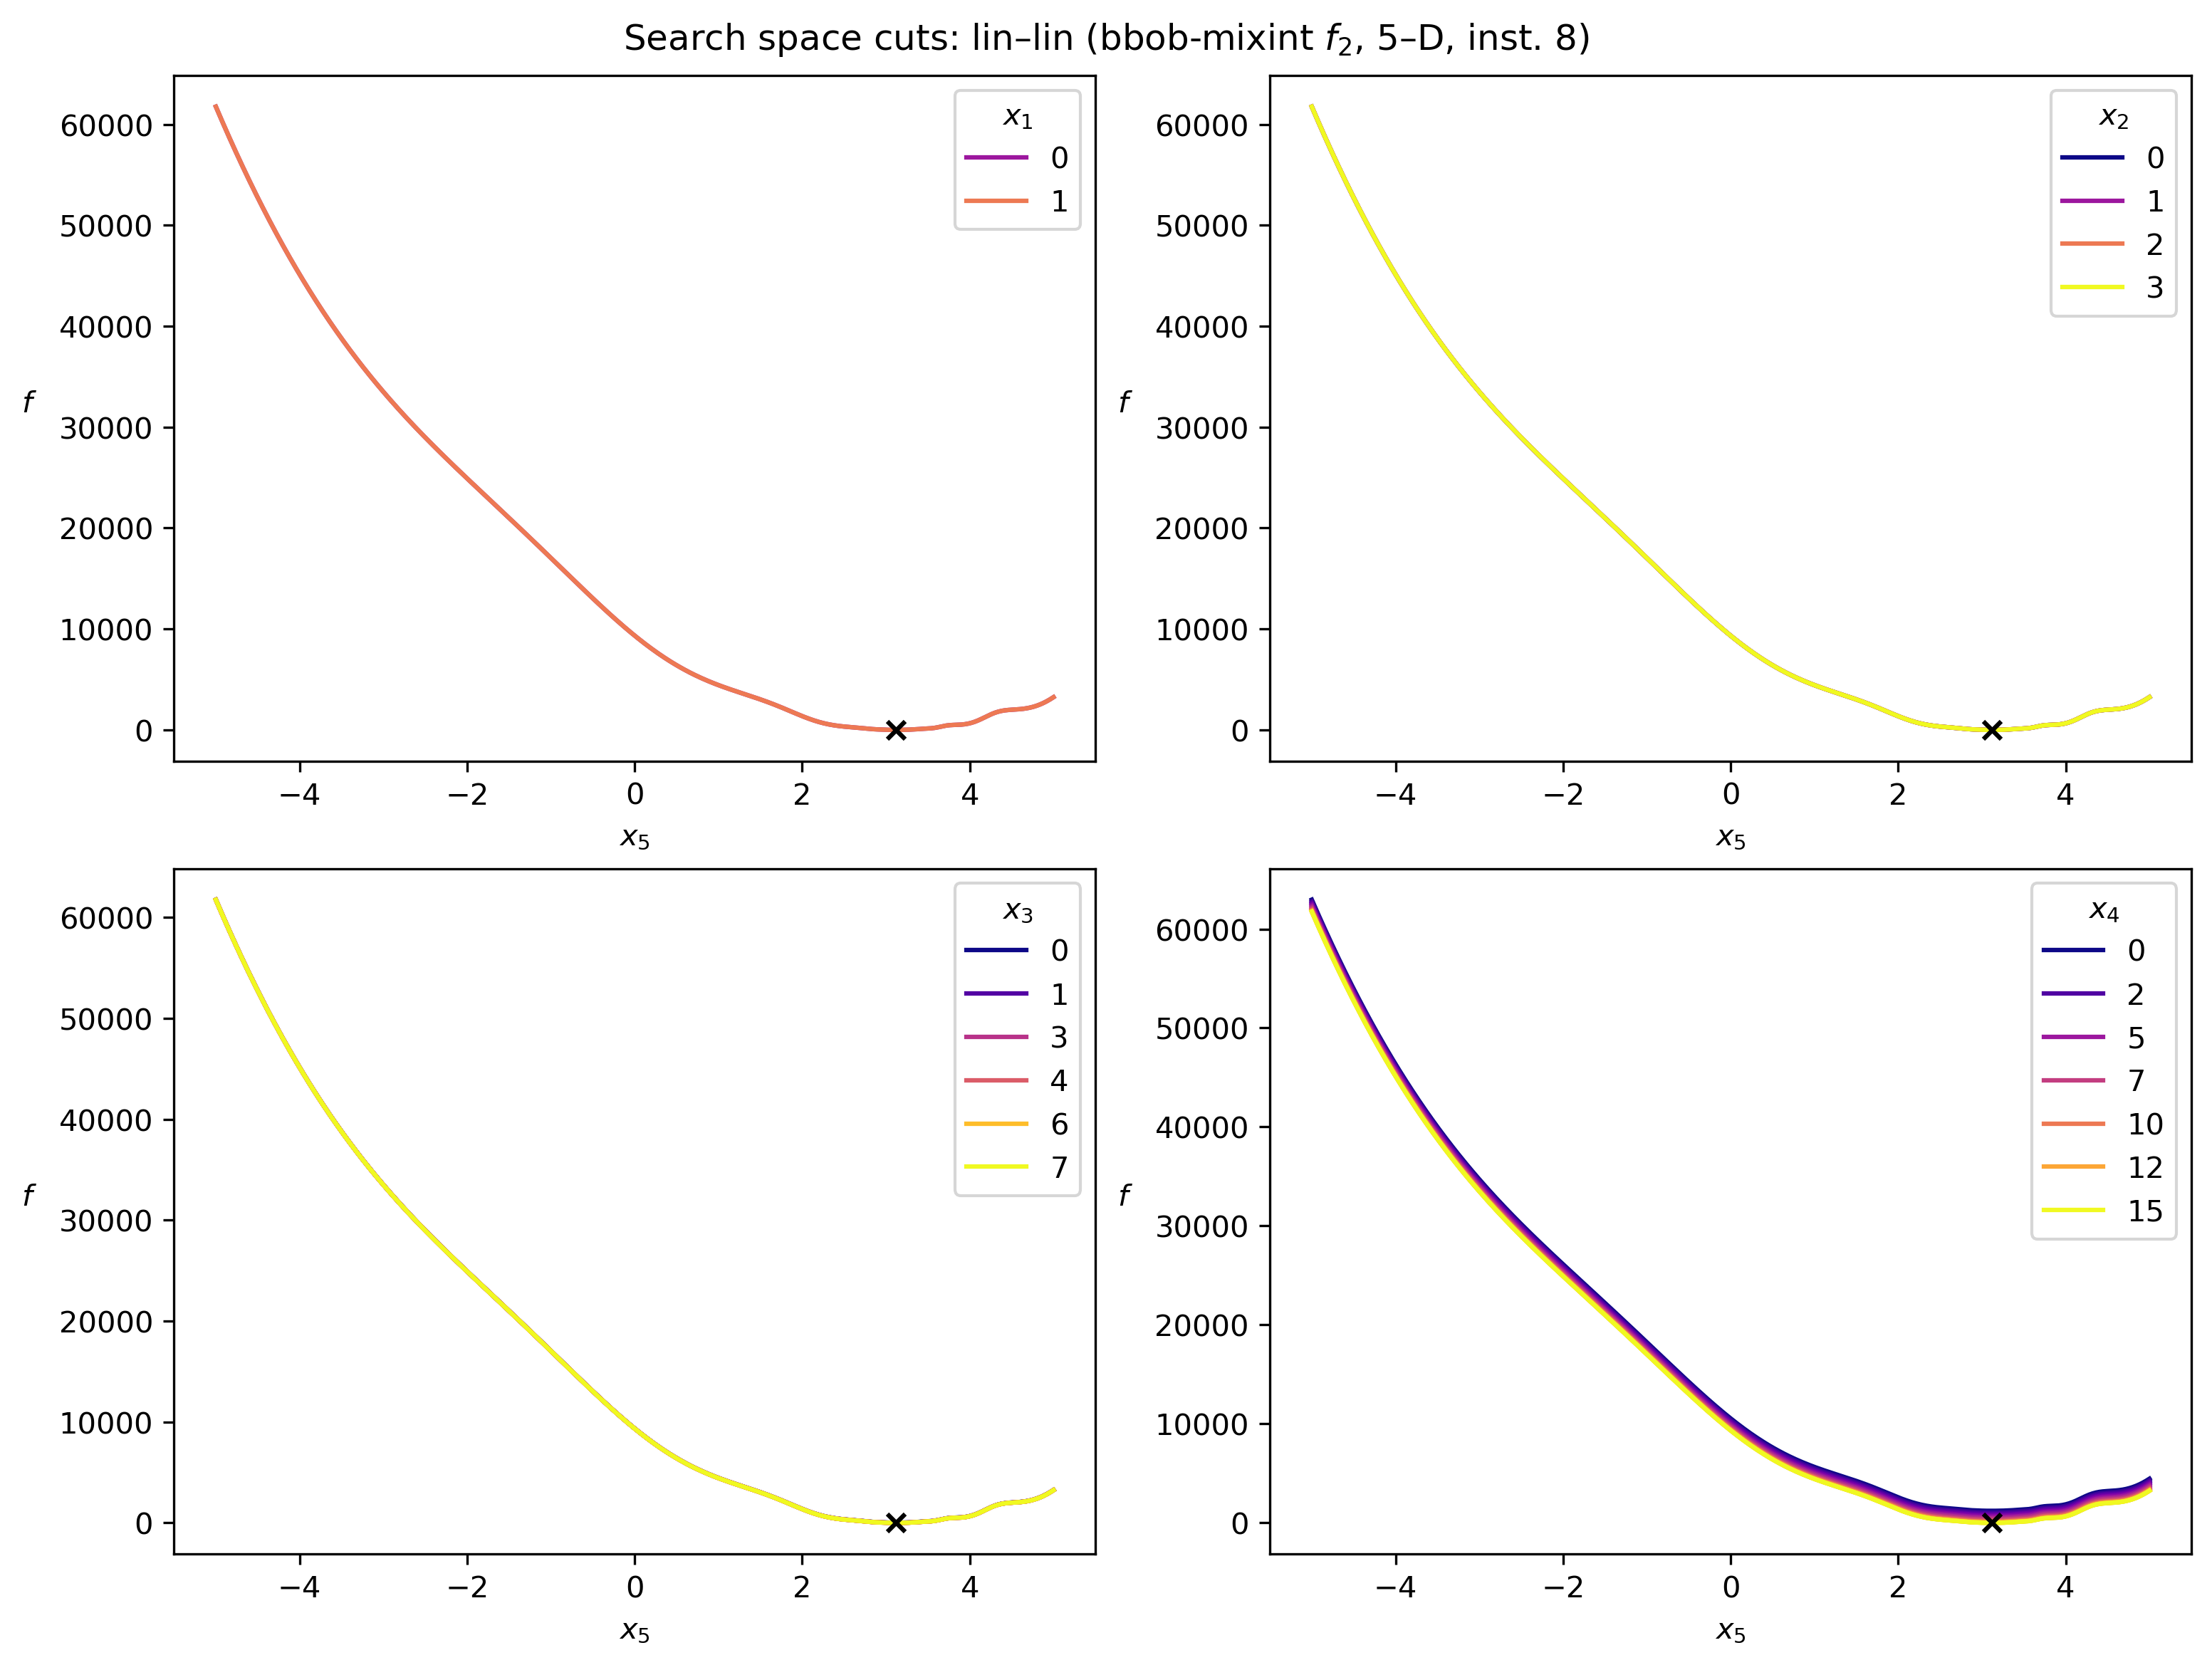 Search space cuts: lin–lin (bbob-mixint f₂, 5–D, inst. 8)
60000
50000
40000
30000
20000
10000
0
f
−4 −2 0 2 4
x₅
x₁
0
1
60000
50000
40000
30000
20000
10000
0
f
−4 −2 0 2 4
x₅
x₂
0
1
2
3
60000
50000
40000
30000
20000
10000
0
f
−4 −2 0 2 4
x₅
x₃
0
1
3
4
6
7
60000
50000
40000
30000
20000
10000
0
f
−4 −2 0 2 4
x₅
x₄
0
2
5
7
10
12
15